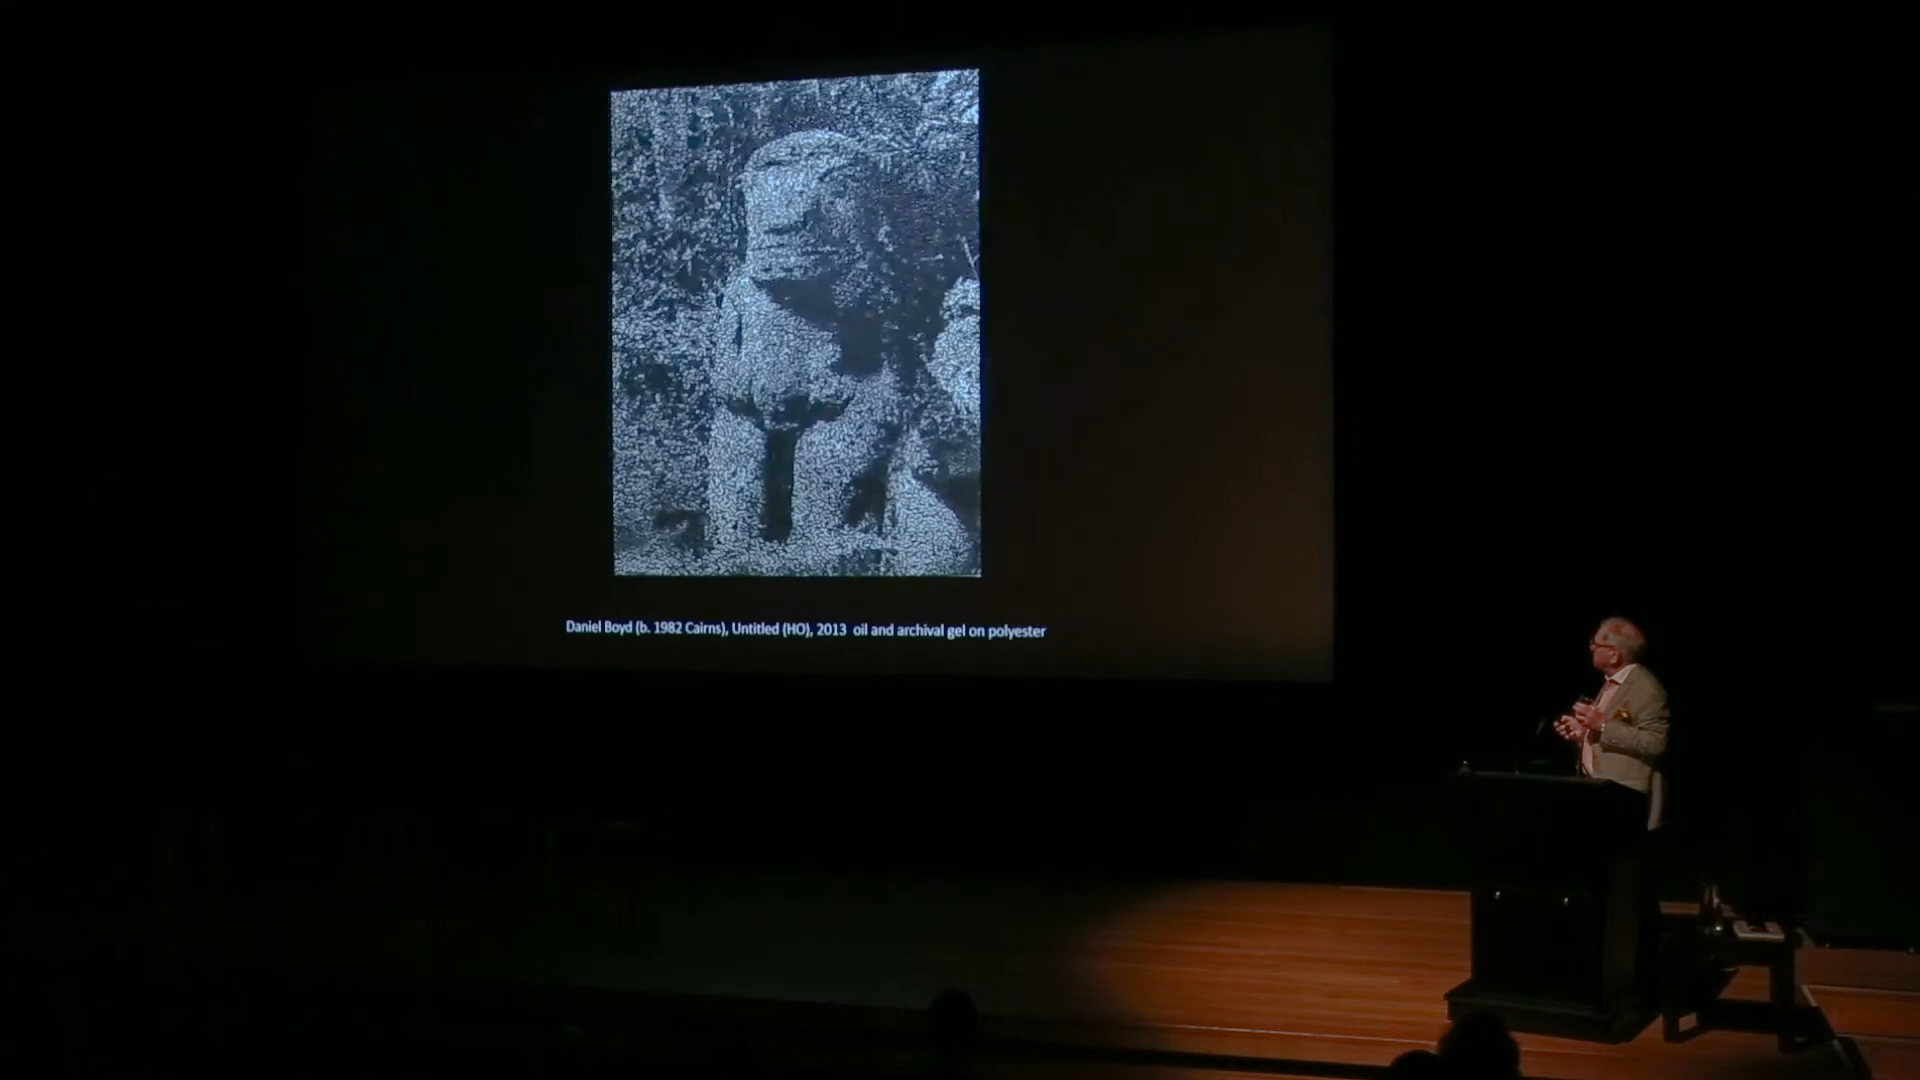 Daniel Boyd (b. 1982 Cairns), Untitled (HO), 2013 oil and archival gel on polyester